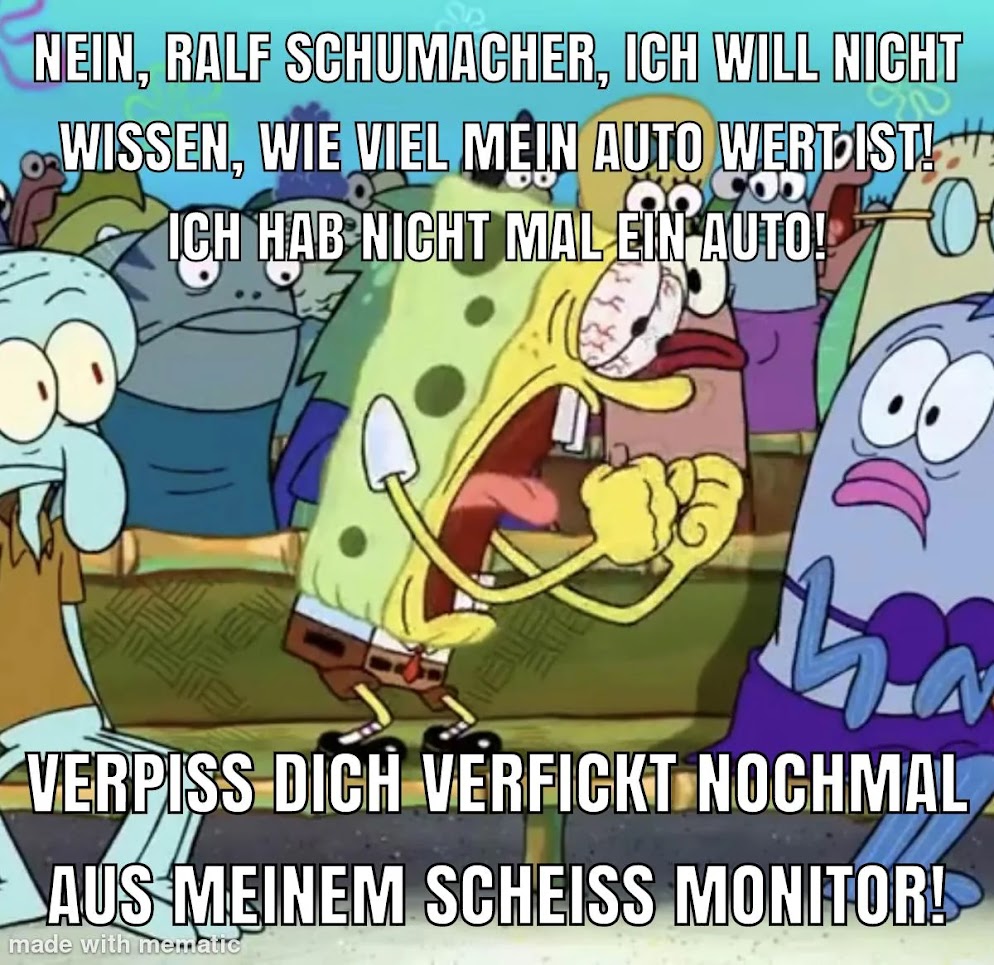 NEIN, RALF SCHUMACHER, ICH WILL NICHT
WISSEN, WIE VIEL MEIN AUTO WERT IST!
ICH HAB NICHT MAL EIN AUTO!
VERPISS DICH VERFICKT NOCHMAL
AUS MEINEM SCHEISS MONITOR!
made with mematic